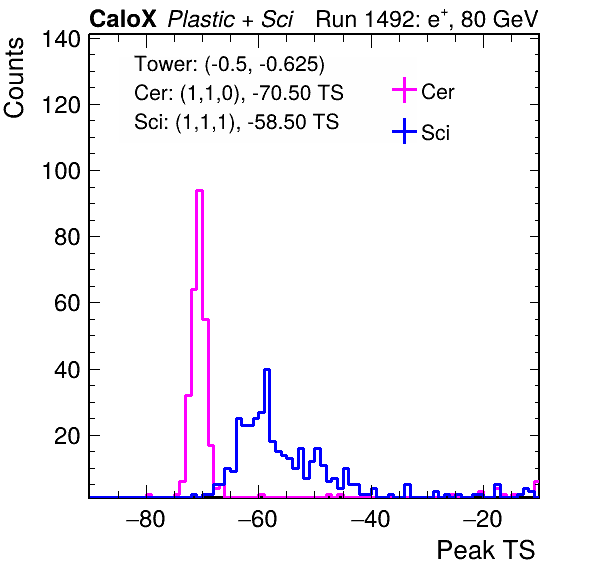 CaloX Plastic + Sci Run 1492: e⁺, 80 GeV
Counts
140
120
100
80
60
40
20
Tower: (-0.5, -0.625)
Cer: (1,1,0), -70.50 TS
Sci: (1,1,1), -58.50 TS
Cer
Sci
−80 −60 −40 −20
Peak TS